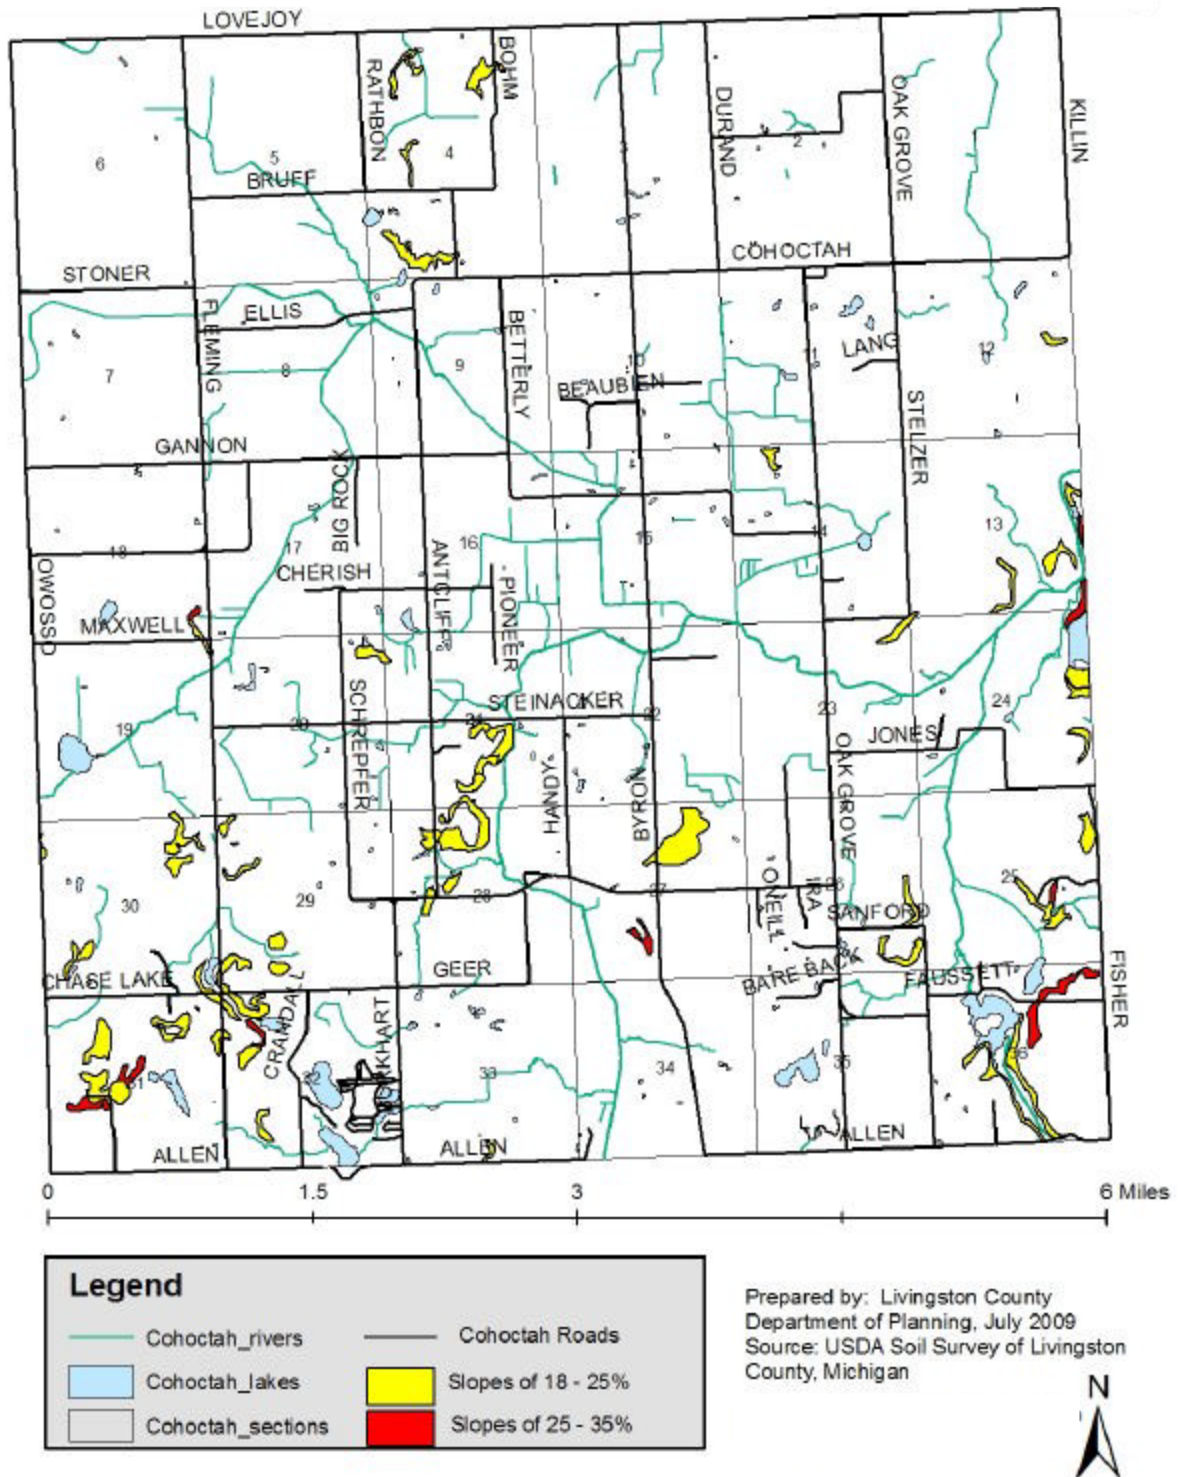 LOVEJOY
BOHM
RATHBON
DURAND
OAK GROVE
KILLIN
6
5
4
3
2
BRUFF
STONER
COHOCTAH
FLEMING
ELLIS
BETTERLY
LANG
7
8
9
10
11
12
BEAUBIEN
STELZER
GANNON
BIG ROCK
18
17
16
15
14
13
OWOSSO
CHERISH
ANTCLIFF
PIONEER
MAXWELL
SCHREPFER
STEINACKER
19
20
21
22
23
24
JONES
HANDY
BYRON
OAK GROVE
30
29
28
27
26
25
ONEILL
IRA
SANFORD
CHASE LAKE
GEER
BARE BACK
FAUSSETT
FISHER
CRANDALL
31
32
33
34
35
36
ALLEN
ALLEN
ALLEN
0
1.5
3
6 Miles
Legend
Cohoctah_rivers
Cohoctah Roads
Cohoctah_lakes
Slopes of 18 - 25%
Cohoctah_sections
Slopes of 25 - 35%
Prepared by: Livingston County
Department of Planning, July 2009
Source: USDA Soil Survey of Livingston
County, Michigan
N